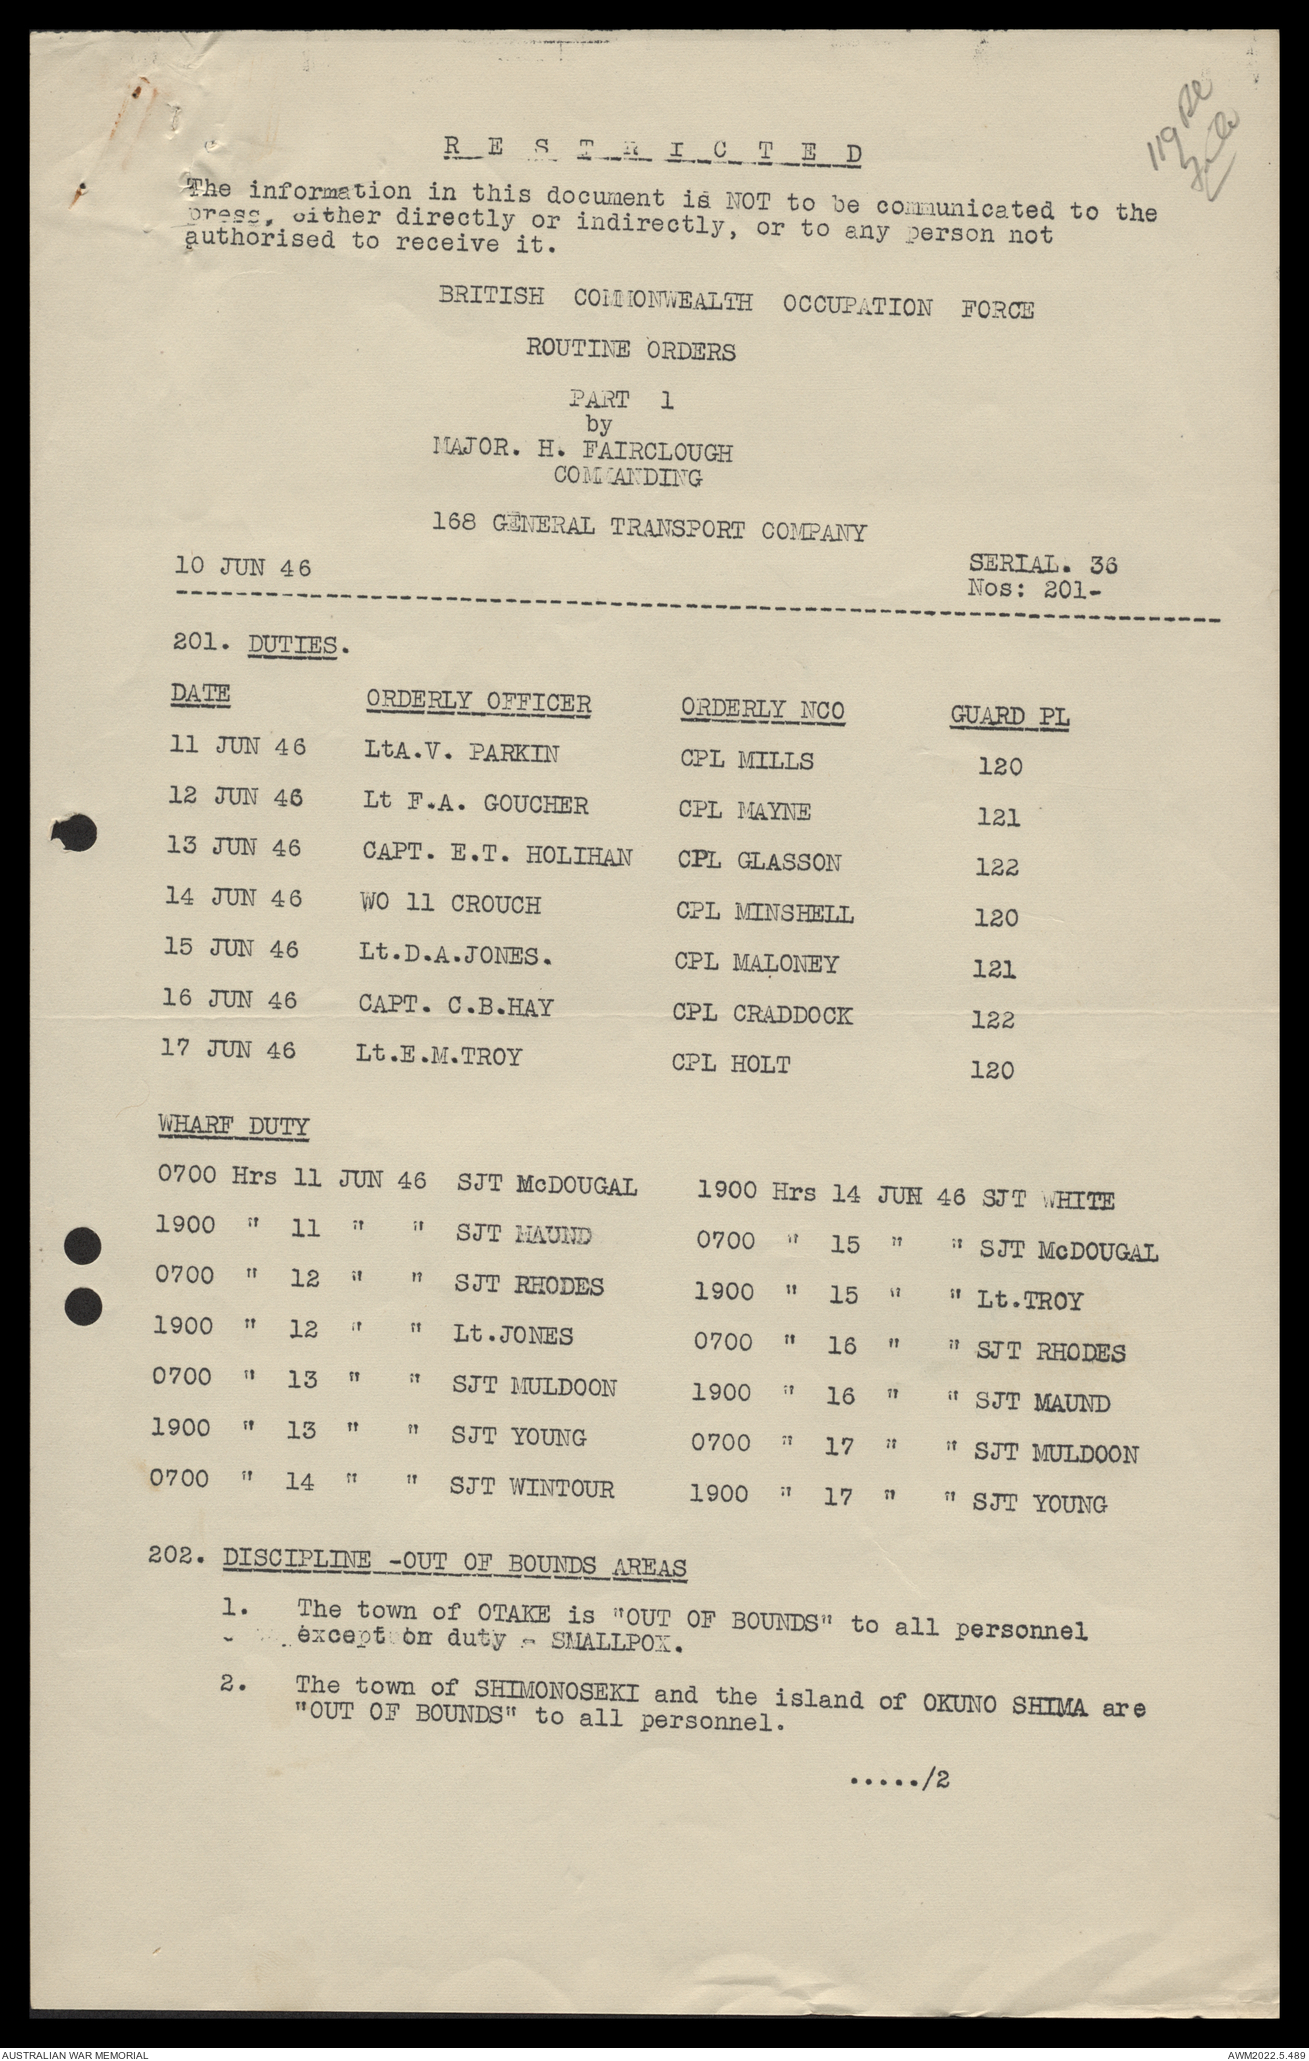 R E S T R I C T E D
The information in this document is NOT to be communicated to the
press, either directly or indirectly, or to any person not
authorised to receive it.
BRITISH COMMONWEALTH OCCUPATION FORCE
ROUTINE ORDERS
PART 1
by
MAJOR. H. FAIRCLOUGH
COMMANDING
168 GENERAL TRANSPORT COMPANY
10 JUN 46 SERIAL. 36
Nos: 201-
201. DUTIES.
DATE ORDERLY OFFICER ORDERLY NCO GUARD PL
11 JUN 46 LtA.V. PARKIN CPL MILLS 120
12 JUN 46 Lt F.A. GOUCHER CPL MAYNE 121
13 JUN 46 CAPT. E.T. HOLIHAN CPL GLASSON 122
14 JUN 46 WO 11 CROUCH CPL MINSHELL 120
15 JUN 46 Lt.D.A.JONES. CPL MALONEY 121
16 JUN 46 CAPT. C.B.HAY CPL CRADDOCK 122
17 JUN 46 Lt.E.M.TROY CPL HOLT 120
WHARF DUTY
0700 Hrs 11 JUN 46 SJT McDOUGAL 1900 Hrs 14 JUN 46 SJT WHITE
1900 " 11 " " SJT MAUND 0700 " 15 " " SJT McDOUGAL
0700 " 12 " " SJT RHODES 1900 " 15 " " Lt.TROY
1900 " 12 " " Lt.JONES 0700 " 16 " " SJT RHODES
0700 " 13 " " SJT MULDOON 1900 " 16 " " SJT MAUND
1900 " 13 " " SJT YOUNG 0700 " 17 " " SJT MULDOON
0700 " 14 " " SJT WINTOUR 1900 " 17 " " SJT YOUNG
202. DISCIPLINE -OUT OF BOUNDS AREAS
1. The town of OTAKE is "OUT OF BOUNDS" to all personnel
except on duty - SMALLPOX.
2. The town of SHIMONOSEKI and the island of OKUNO SHIMA are
"OUT OF BOUNDS" to all personnel.
...../2
AUSTRALIAN WAR MEMORIAL AWM2022.5.489